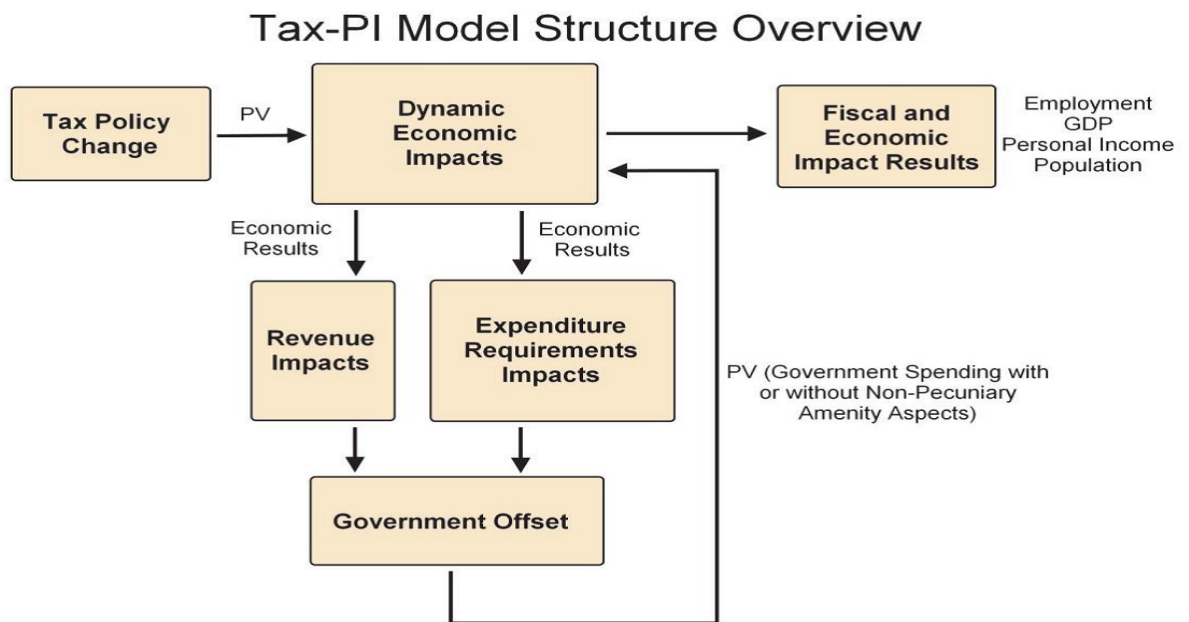 Tax-PI Model Structure Overview
Tax Policy
Change
PV
Dynamic
Economic
Impacts
Fiscal and
Economic
Impact Results
Employment
GDP
Personal Income
Population
Economic
Results
Economic
Results
Revenue
Impacts
Expenditure
Requirements
Impacts
PV (Government Spending with
or without Non-Pecuniary
Amenity Aspects)
Government Offset